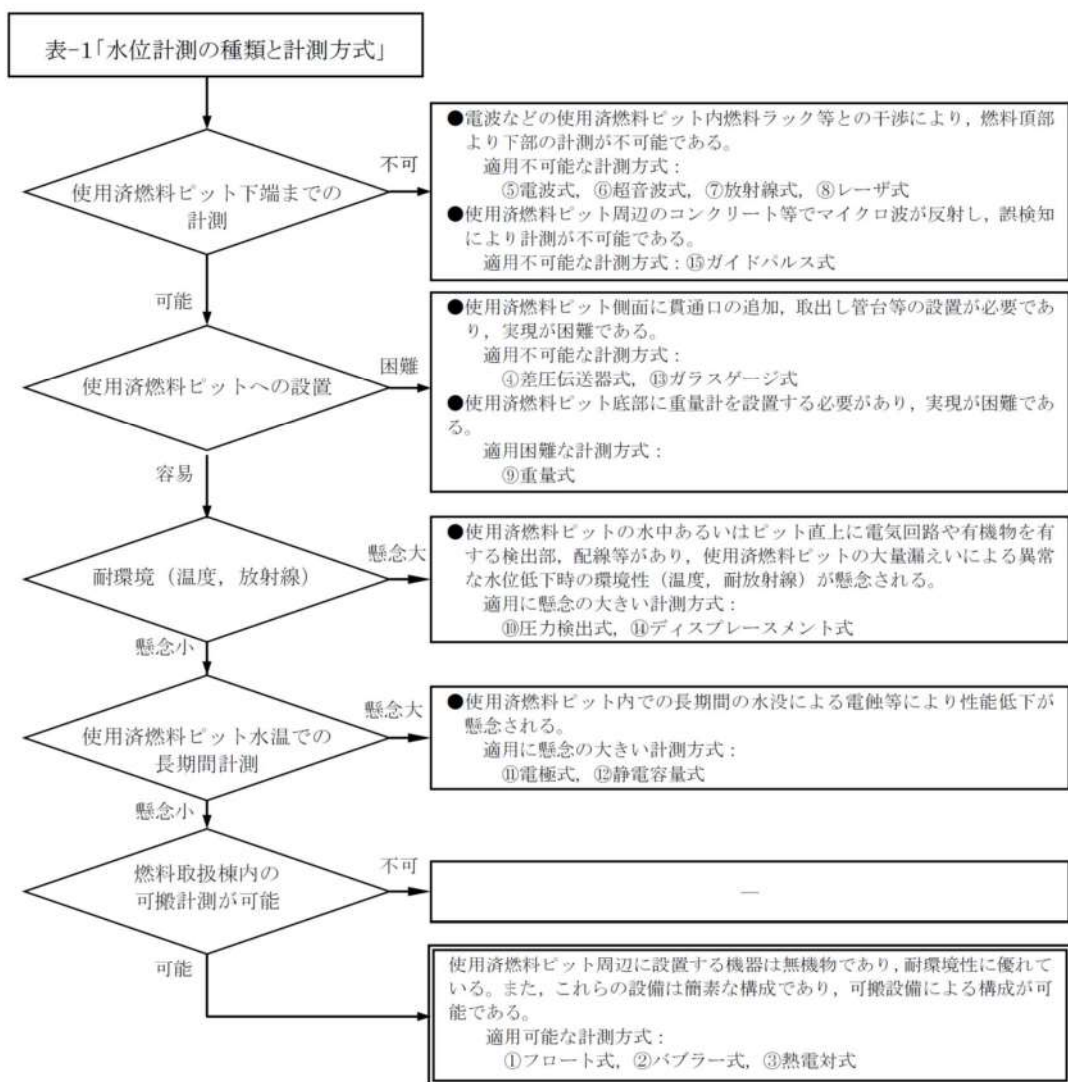 表-1「水位計測の種類と計測方式」
使用済燃料ピット下端までの
計測
不可
●電波などの使用済燃料ピット内燃料ラック等との干渉により，燃料頂部
より下部の計測が不可能である。
適用不可能な計測方式：
⑤電波式，⑥超音波式，⑦放射線式，⑧レーザ式
●使用済燃料ピット周辺のコンクリート等でマイクロ波が反射し，誤検知
により計測が不可能である。
適用不可能な計測方式：⑮ガイドパルス式
可能
使用済燃料ピットへの設置
困難
●使用済燃料ピット側面に貫通口の追加，取出し管台等の設置が必要であ
り，実現が困難である。
適用不可能な計測方式：
④差圧伝送器式，⑬ガラスゲージ式
●使用済燃料ピット底部に重量計を設置する必要があり，実現が困難であ
る。
適用困難な計測方式：
⑨重量式
容易
耐環境（温度，放射線）
懸念大
●使用済燃料ピットの水中あるいはピット直上に電気回路や有機物を有
する検出部，配線等があり，使用済燃料ピットの大量漏えいによる異常
な水位低下時の環境性（温度，耐放射線）が懸念される。
適用に懸念の大きい計測方式：
⑩圧力検出式，⑭ディスプレースメント式
懸念小
使用済燃料ピット水温での
長期間計測
懸念大
●使用済燃料ピット内での長期間の水没による電蝕等により性能低下が
懸念される。
適用に懸念の大きい計測方式：
⑪電極式，⑫静電容量式
懸念小
燃料取扱棟内の
可搬計測が可能
不可
―
可能
使用済燃料ピット周辺に設置する機器は無機物であり，耐環境性に優れて
いる。また，これらの設備は簡素な構成であり，可搬設備による構成が可
能である。
適用可能な計測方式：
①フロート式，②バブラー式，③熱電対式